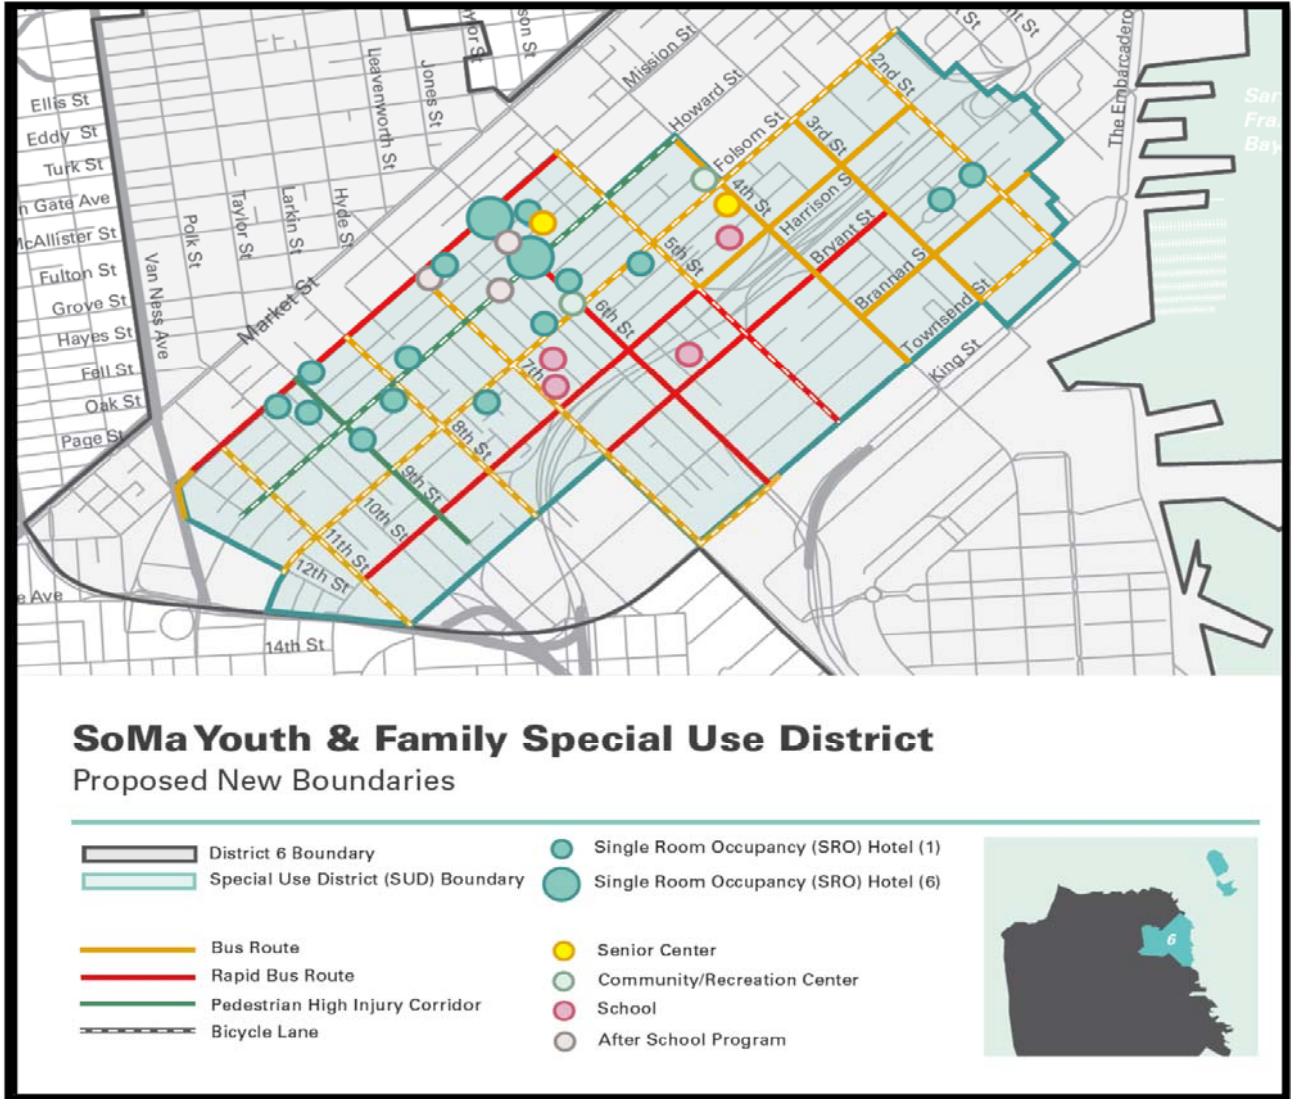 Ellis St
Eddy St
Turk St
n Gate Ave
McAllister St
Fulton St
Grove St
Hayes St
Fell St
Oak St
Page St
Van Ness Ave
Polk St
Taylor St
Larkin St
Hyde St
Leavenworth St
Jones St
ylor St
son St
Market St
Mission St
Howard St
Folsom St
Harrison S
Bryant St
Brannan S
Townsend St
King St
The Embarcadero
2nd St
3rd St
4th St
5th St
6th St
7th
8th St
9th St
10th St
11th St
12th St
14th St
e Ave
San
Fra
Bay
SoMa Youth & Family Special Use District
Proposed New Boundaries
District 6 Boundary
Special Use District (SUD) Boundary
Bus Route
Rapid Bus Route
Pedestrian High Injury Corridor
Bicycle Lane
Single Room Occupancy (SRO) Hotel (1)
Single Room Occupancy (SRO) Hotel (6)
Senior Center
Community/Recreation Center
School
After School Program
6